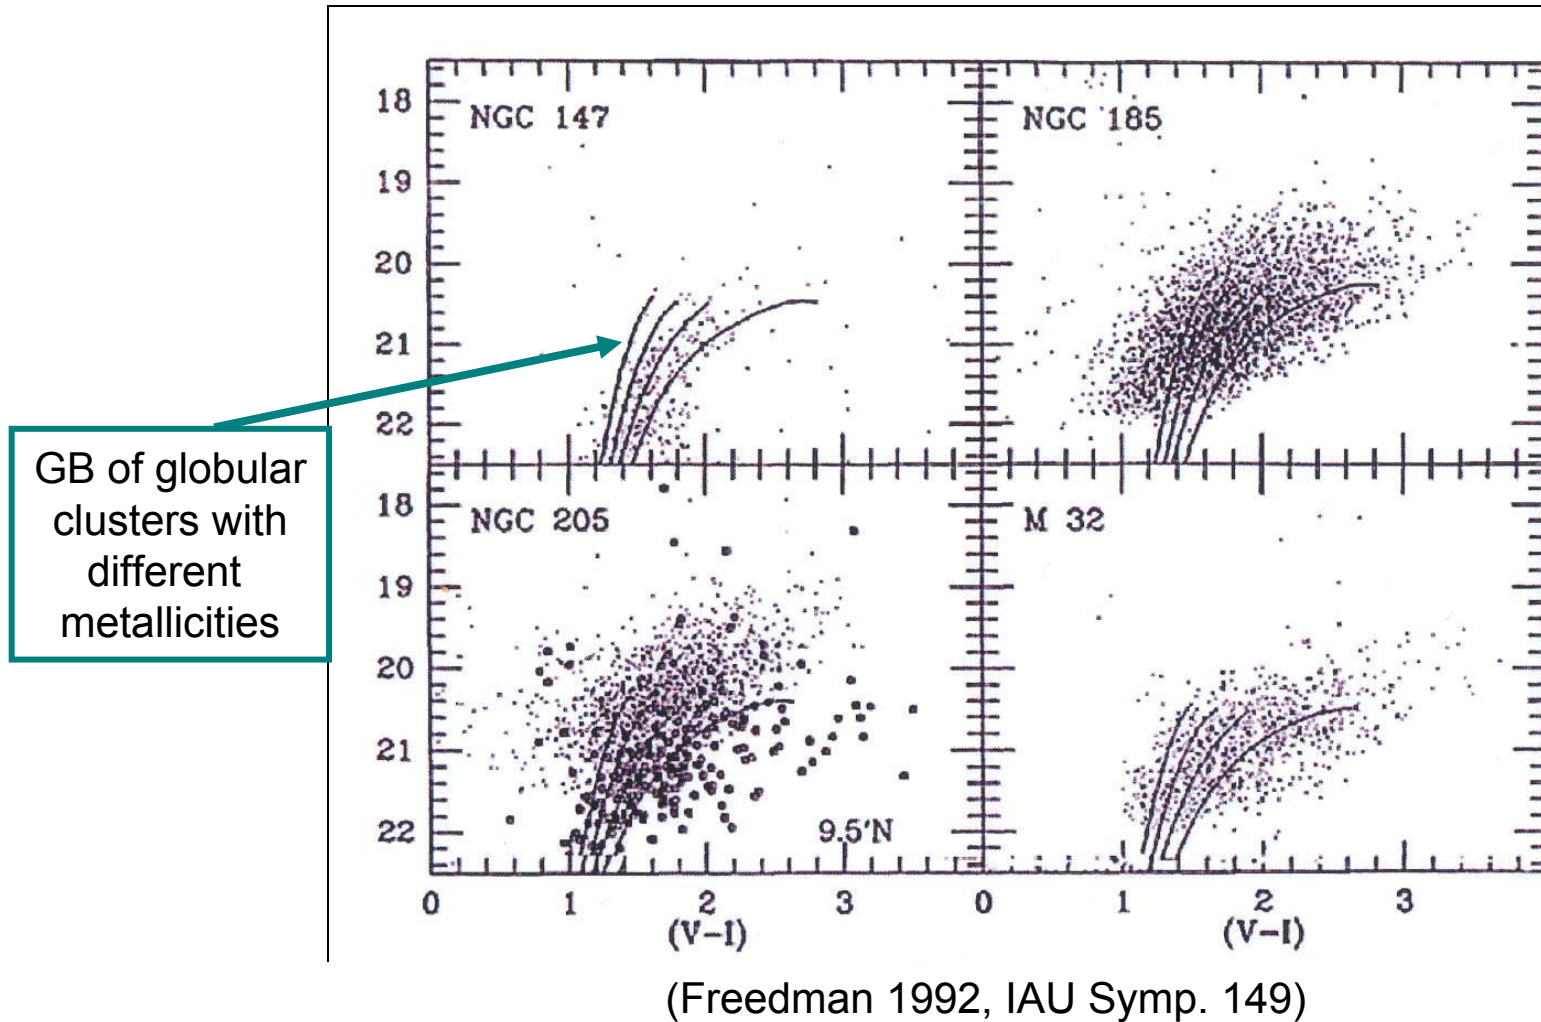 NGC 147
NGC 185
18
19
20
21
22
GB of globular
clusters with
different
metallicities
NGC 205
M 32
18
19
20
21
22
9.5'N
0 1 2 3 0 1 2 3
(V-I) (V-I)
(Freedman 1992, IAU Symp. 149)